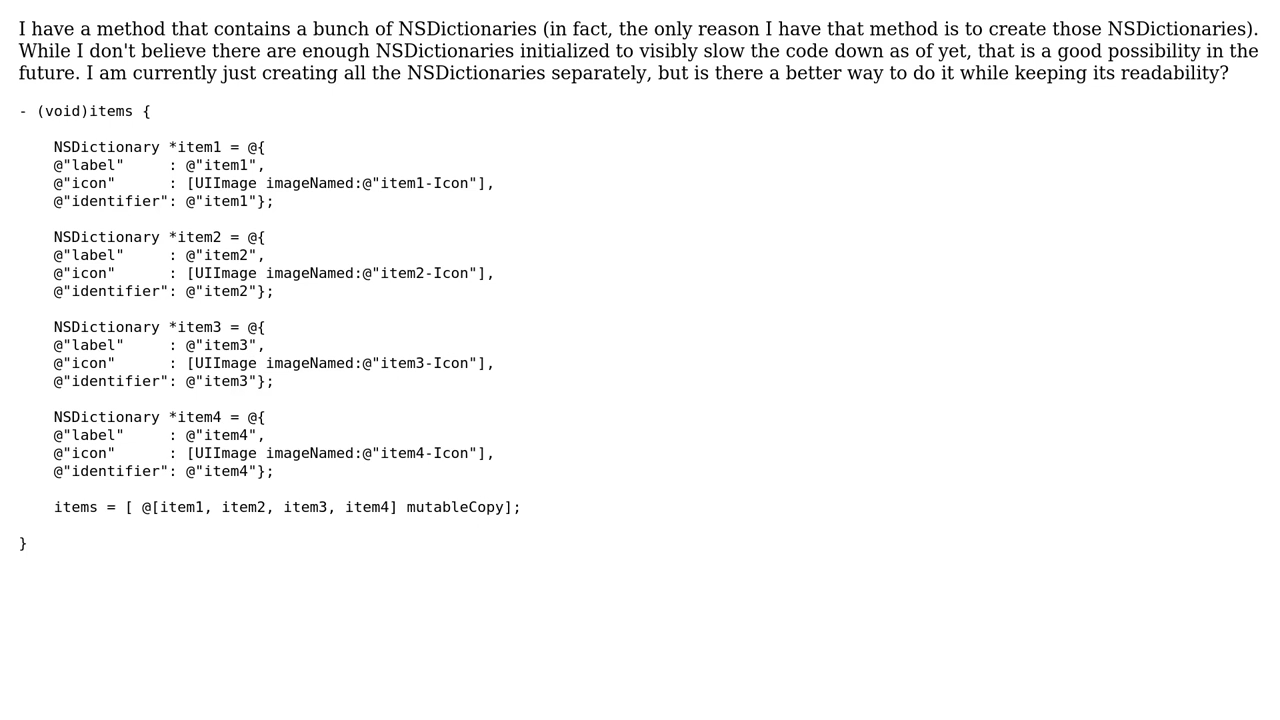 I have a method that contains a bunch of NSDictionaries (in fact, the only reason I have that method is to create those NSDictionaries).
While I don't believe there are enough NSDictionaries initialized to visibly slow the code down as of yet, that is a good possibility in the
future. I am currently just creating all the NSDictionaries separately, but is there a better way to do it while keeping its readability?
- (void)items {
    NSDictionary *item1 = @{
    @"label"     : @"item1",
    @"icon"      : [UIImage imageNamed:@"item1-Icon"],
    @"identifier": @"item1"};
    NSDictionary *item2 = @{
    @"label"     : @"item2",
    @"icon"      : [UIImage imageNamed:@"item2-Icon"],
    @"identifier": @"item2"};
    NSDictionary *item3 = @{
    @"label"     : @"item3",
    @"icon"      : [UIImage imageNamed:@"item3-Icon"],
    @"identifier": @"item3"};
    NSDictionary *item4 = @{
    @"label"     : @"item4",
    @"icon"      : [UIImage imageNamed:@"item4-Icon"],
    @"identifier": @"item4"};
    items = [ @[item1, item2, item3, item4] mutableCopy];
}